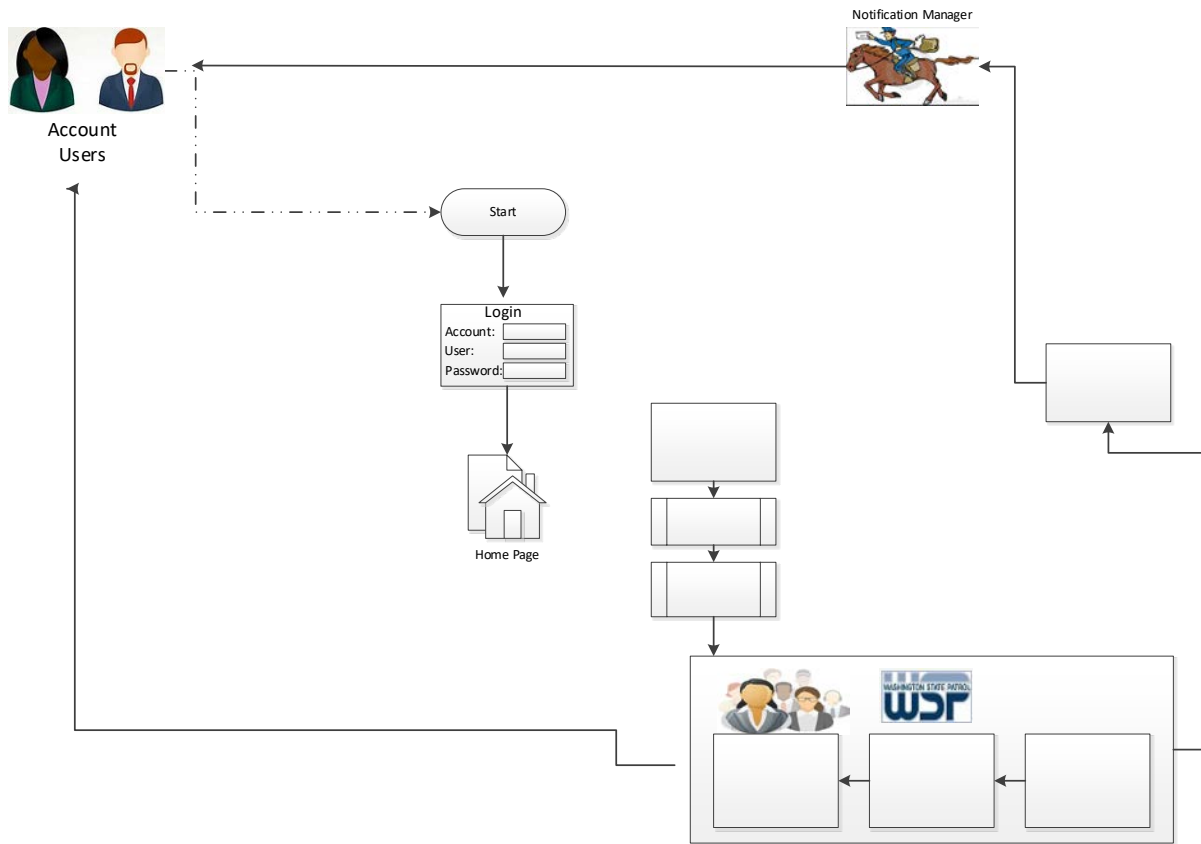 Notification Manager
Account
Users
Start
Login
Account:
User:
Password:
Home Page
WASHINGTON STATE PATROL
WSP